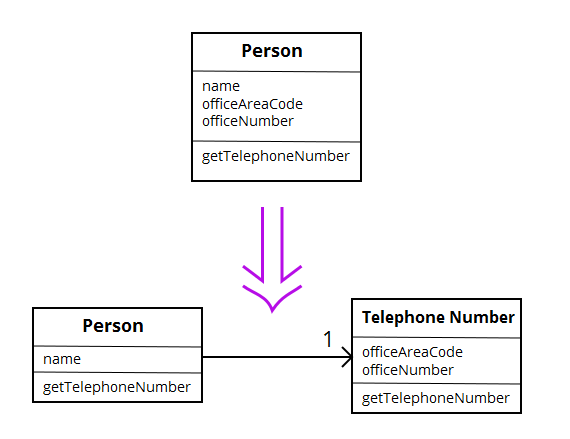 Person
name
officeAreaCode
officeNumber
getTelephoneNumber
Person
name
getTelephoneNumber
1
Telephone Number
officeAreaCode
officeNumber
getTelephoneNumber